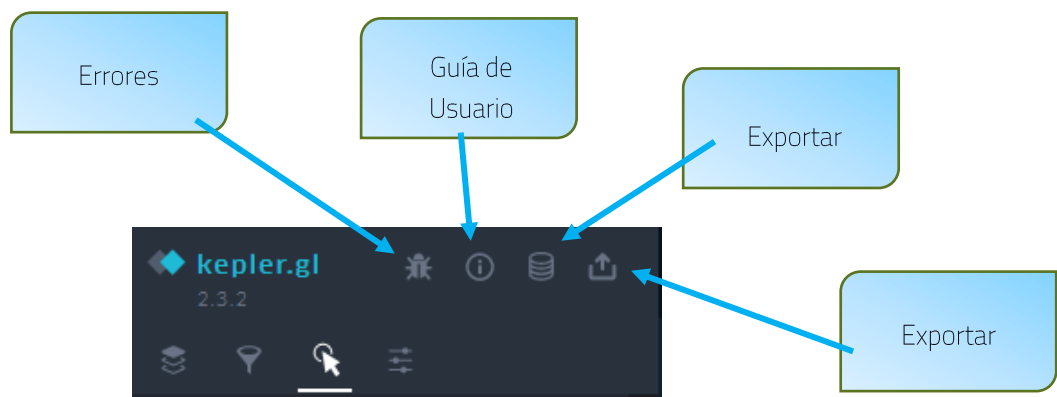 Errores
Guía de
Usuario
Exportar
kepler.gl
2.3.2
Exportar